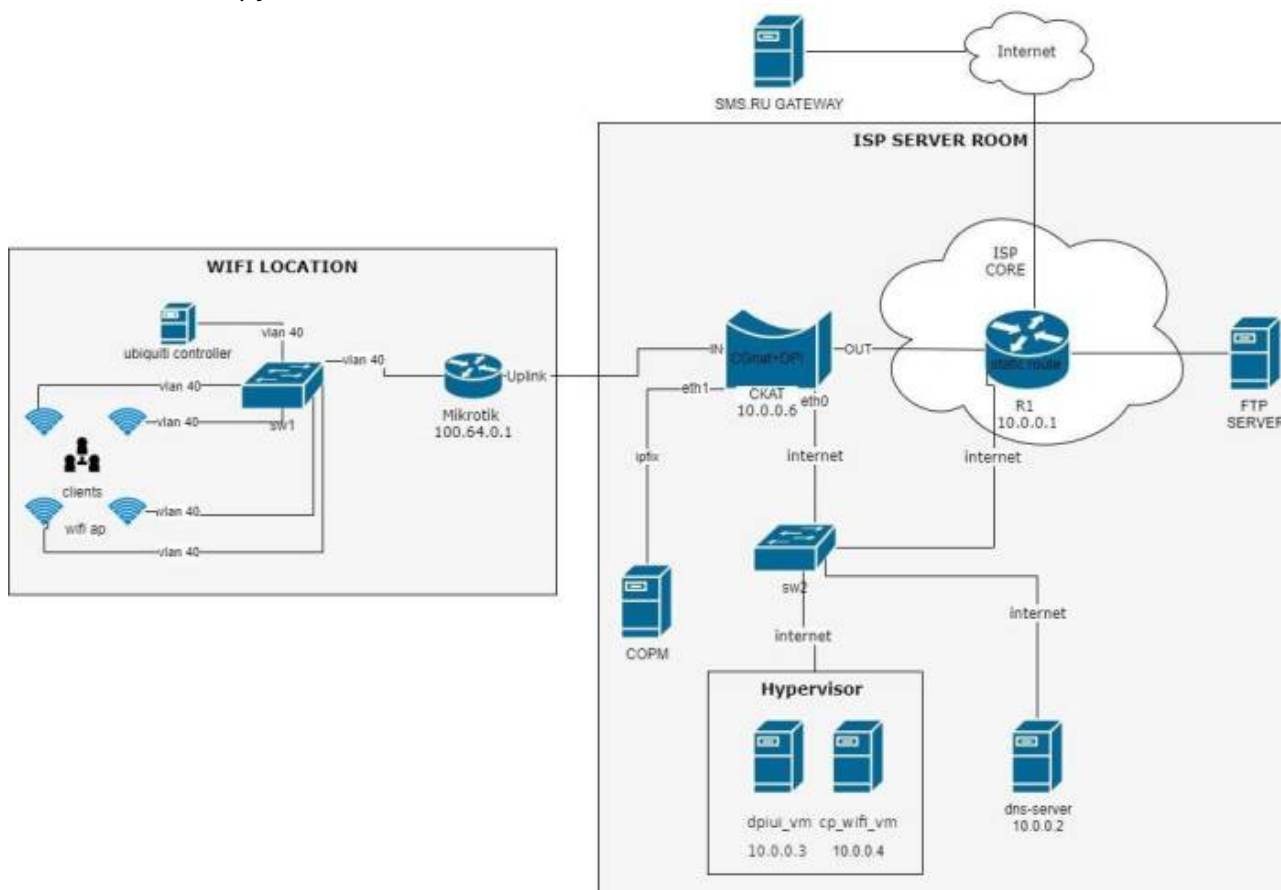 Internet
SMS.RU GATEWAY
ISP SERVER ROOM
ISP
CORE
WIFI LOCATION
vlan 40
ubiquiti controller
vlan 40
vlan 40
vlan 40
sw1
Uplink
Mikrotik
100.64.0.1
clients
vlan 40
wifi ap
vlan 40
IN
CGnat+DPI
OUT
eth1
СКАТ
10.0.0.6
eth0
static route
R1
10.0.0.1
FTP
SERVER
ipfix
internet
internet
sw2
internet
internet
СОРМ
Hypervisor
dpiui_vm
cp_wifi_vm
10.0.0.3
10.0.0.4
dns-server
10.0.0.2